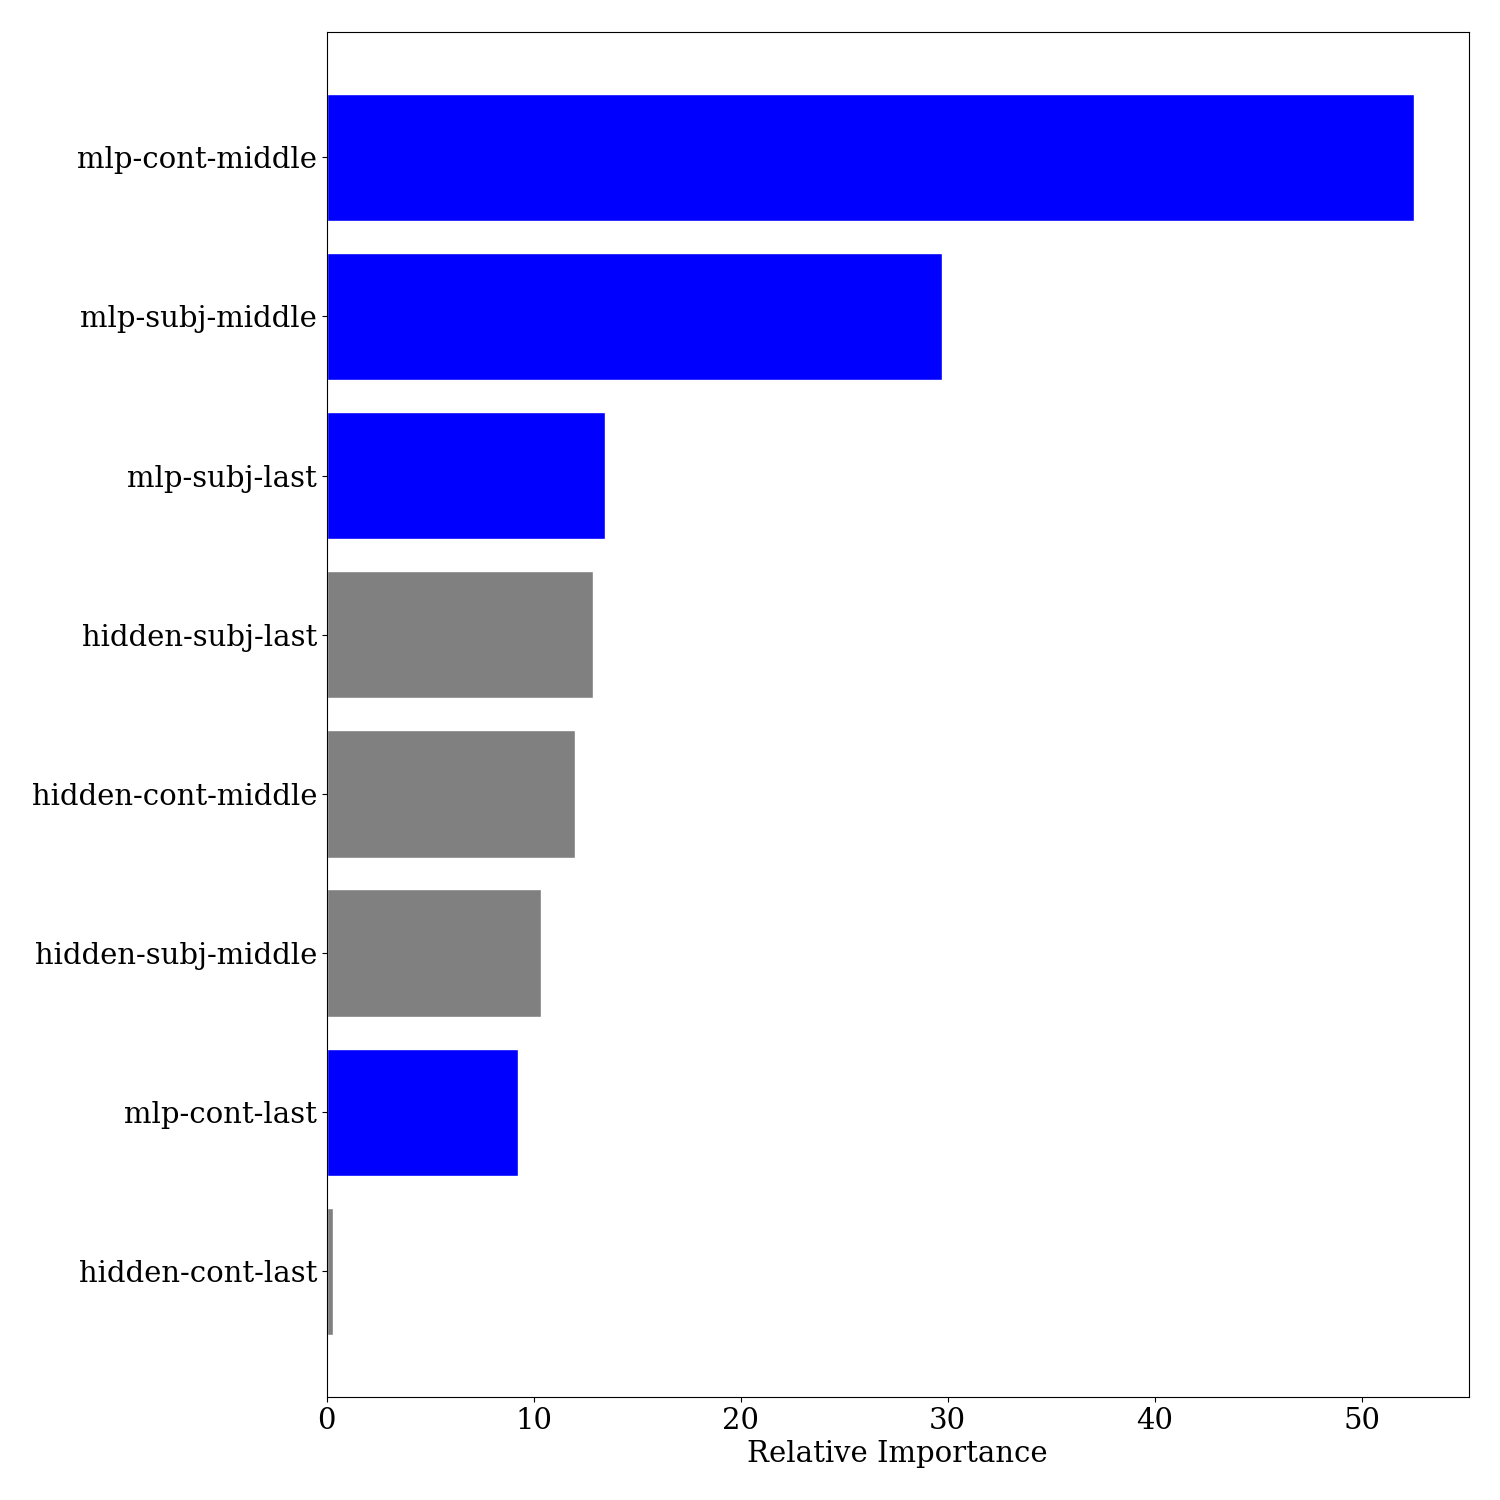 mlp-cont-middle
mlp-subj-middle
mlp-subj-last
hidden-subj-last
hidden-cont-middle
hidden-subj-middle
mlp-cont-last
hidden-cont-last
0 10 20 30 40 50
Relative Importance